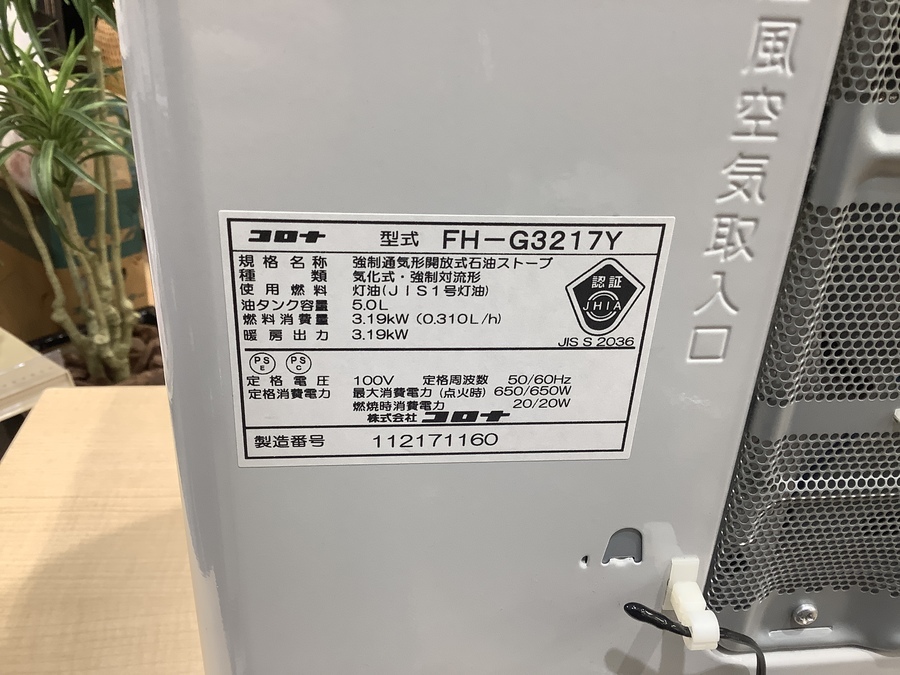 コロナ 型式 FH-G3217Y
規格名称 強制通気形開放式石油ストーブ
種類 気化式・強制対流形
使用燃料 灯油(JIS1号灯油)
油タンク容量 5.0L
燃料消費量 3.19kW (0.310L/h)
暖房出力 3.19kW
認証
JHIA
JIS S 2036
PS E PS C
定格電圧 100V 定格周波数 50/60Hz
定格消費電力 最大消費電力(点火時) 650/650W
燃焼時消費電力 20/20W
株式会社 コロナ
製造番号 112171160
風空気取入口